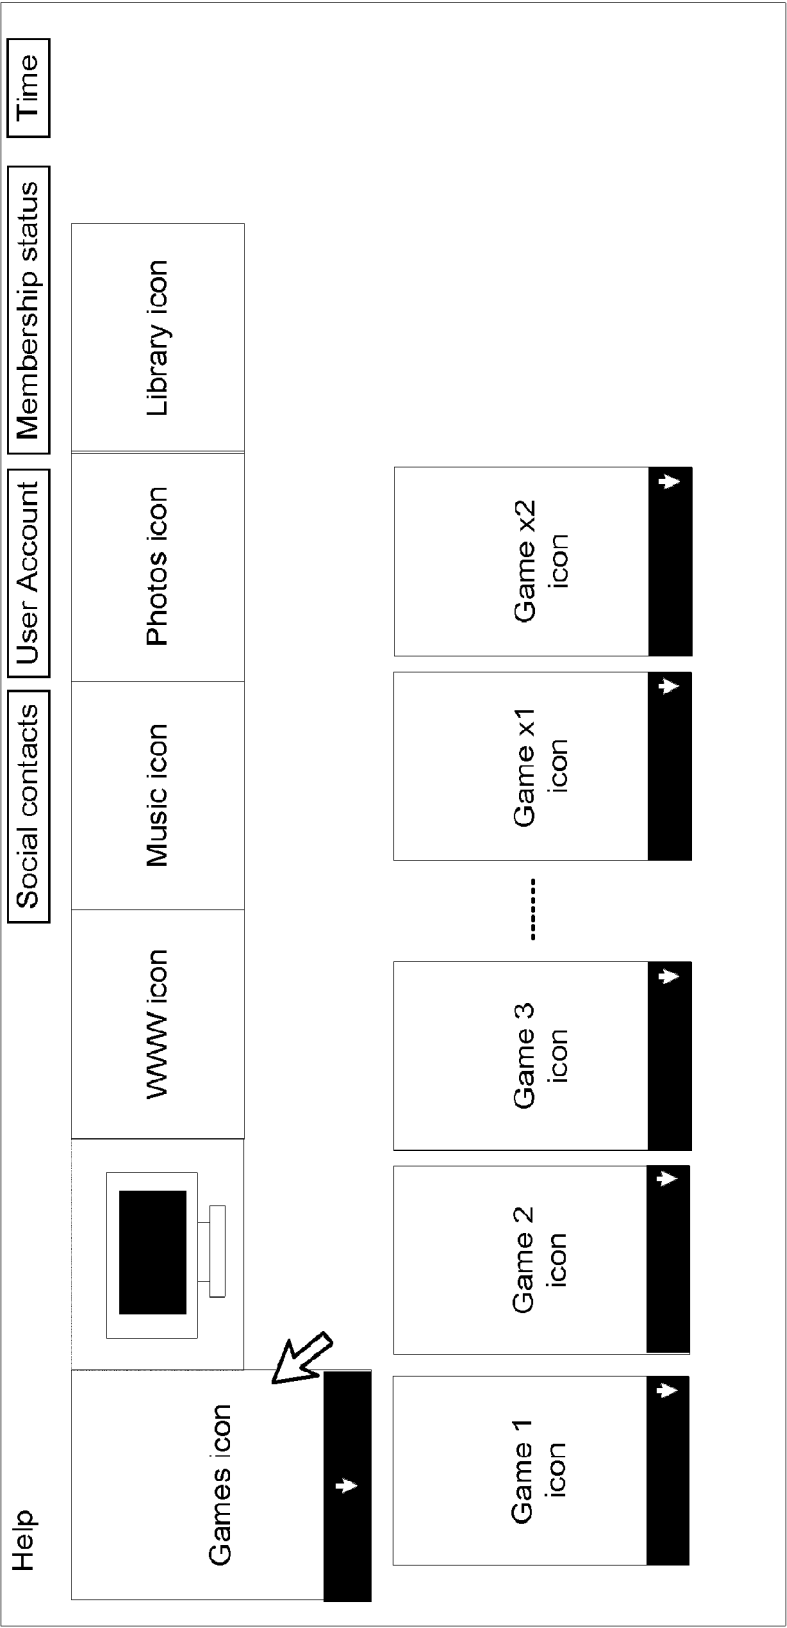 Help
Social contacts
User Account
Membership status
Time
Games icon
WWW icon
Music icon
Photos icon
Library icon
Game 1
icon
Game 2
icon
Game 3
icon
Game x1
icon
Game x2
icon